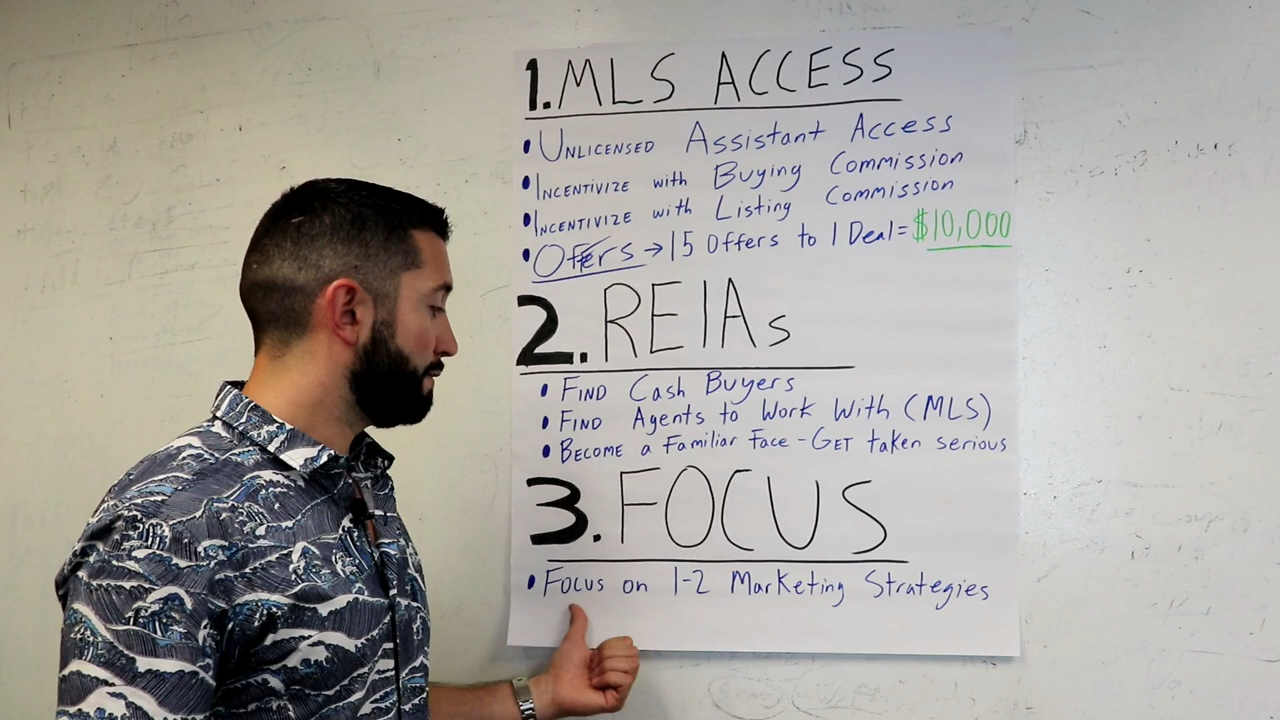 1. MLS ACCESS
• UNLICENSED Assistant Access
• INCENTIVIZE with Buying Commission
• INCENTIVIZE with Listing Commission
• Offers → 15 Offers to 1 Deal = $10,000
2. REIAs
• FIND Cash Buyers
• FIND Agents to Work With (MLS)
• BECOME a Familiar Face - GET taken serious
3. FOCUS
• Focus on 1-2 Marketing Strategies